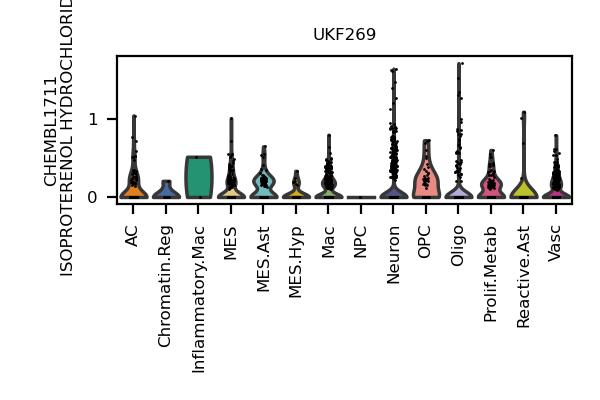 UKF269
CHEMBL1711
ISOPROTERENOL HYDROCHLORID
1
0
AC
Chromatin.Reg
Inflammatory.Mac
MES
MES.Ast
MES.Hyp
Mac
NPC
Neuron
OPC
Oligo
Prolif.Metab
Reactive.Ast
Vasc